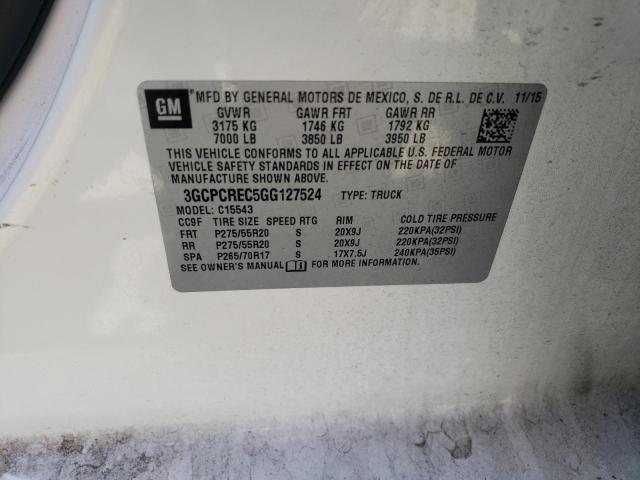 GM
*MFD BY GENERAL MOTORS DE MEXICO, S. DE R.L. DE C.V. 11/15
GVWR GAWR FRT GAWR RR
3175 KG 1746 KG 1792 KG
7000 LB 3850 LB 3950 LB
THIS VEHICLE CONFORMS TO ALL APPLICABLE U.S. FEDERAL MOTOR
VEHICLE SAFETY STANDARDS IN EFFECT ON THE DATE OF
MANUFACTURE SHOWN ABOVE.
3GCPCREC5GG127524 TYPE: TRUCK
MODEL: C15543
CC9F TIRE SIZE SPEED RTG RIM COLD TIRE PRESSURE
FRT P275/55R20 S 20X9J 220KPA(32PSI)
RR P275/55R20 S 20X9J 220KPA(32PSI)
SPA P265/70R17 S 17X7.5J 240KPA(35PSI)
SEE OWNER'S MANUAL FOR MORE INFORMATION.